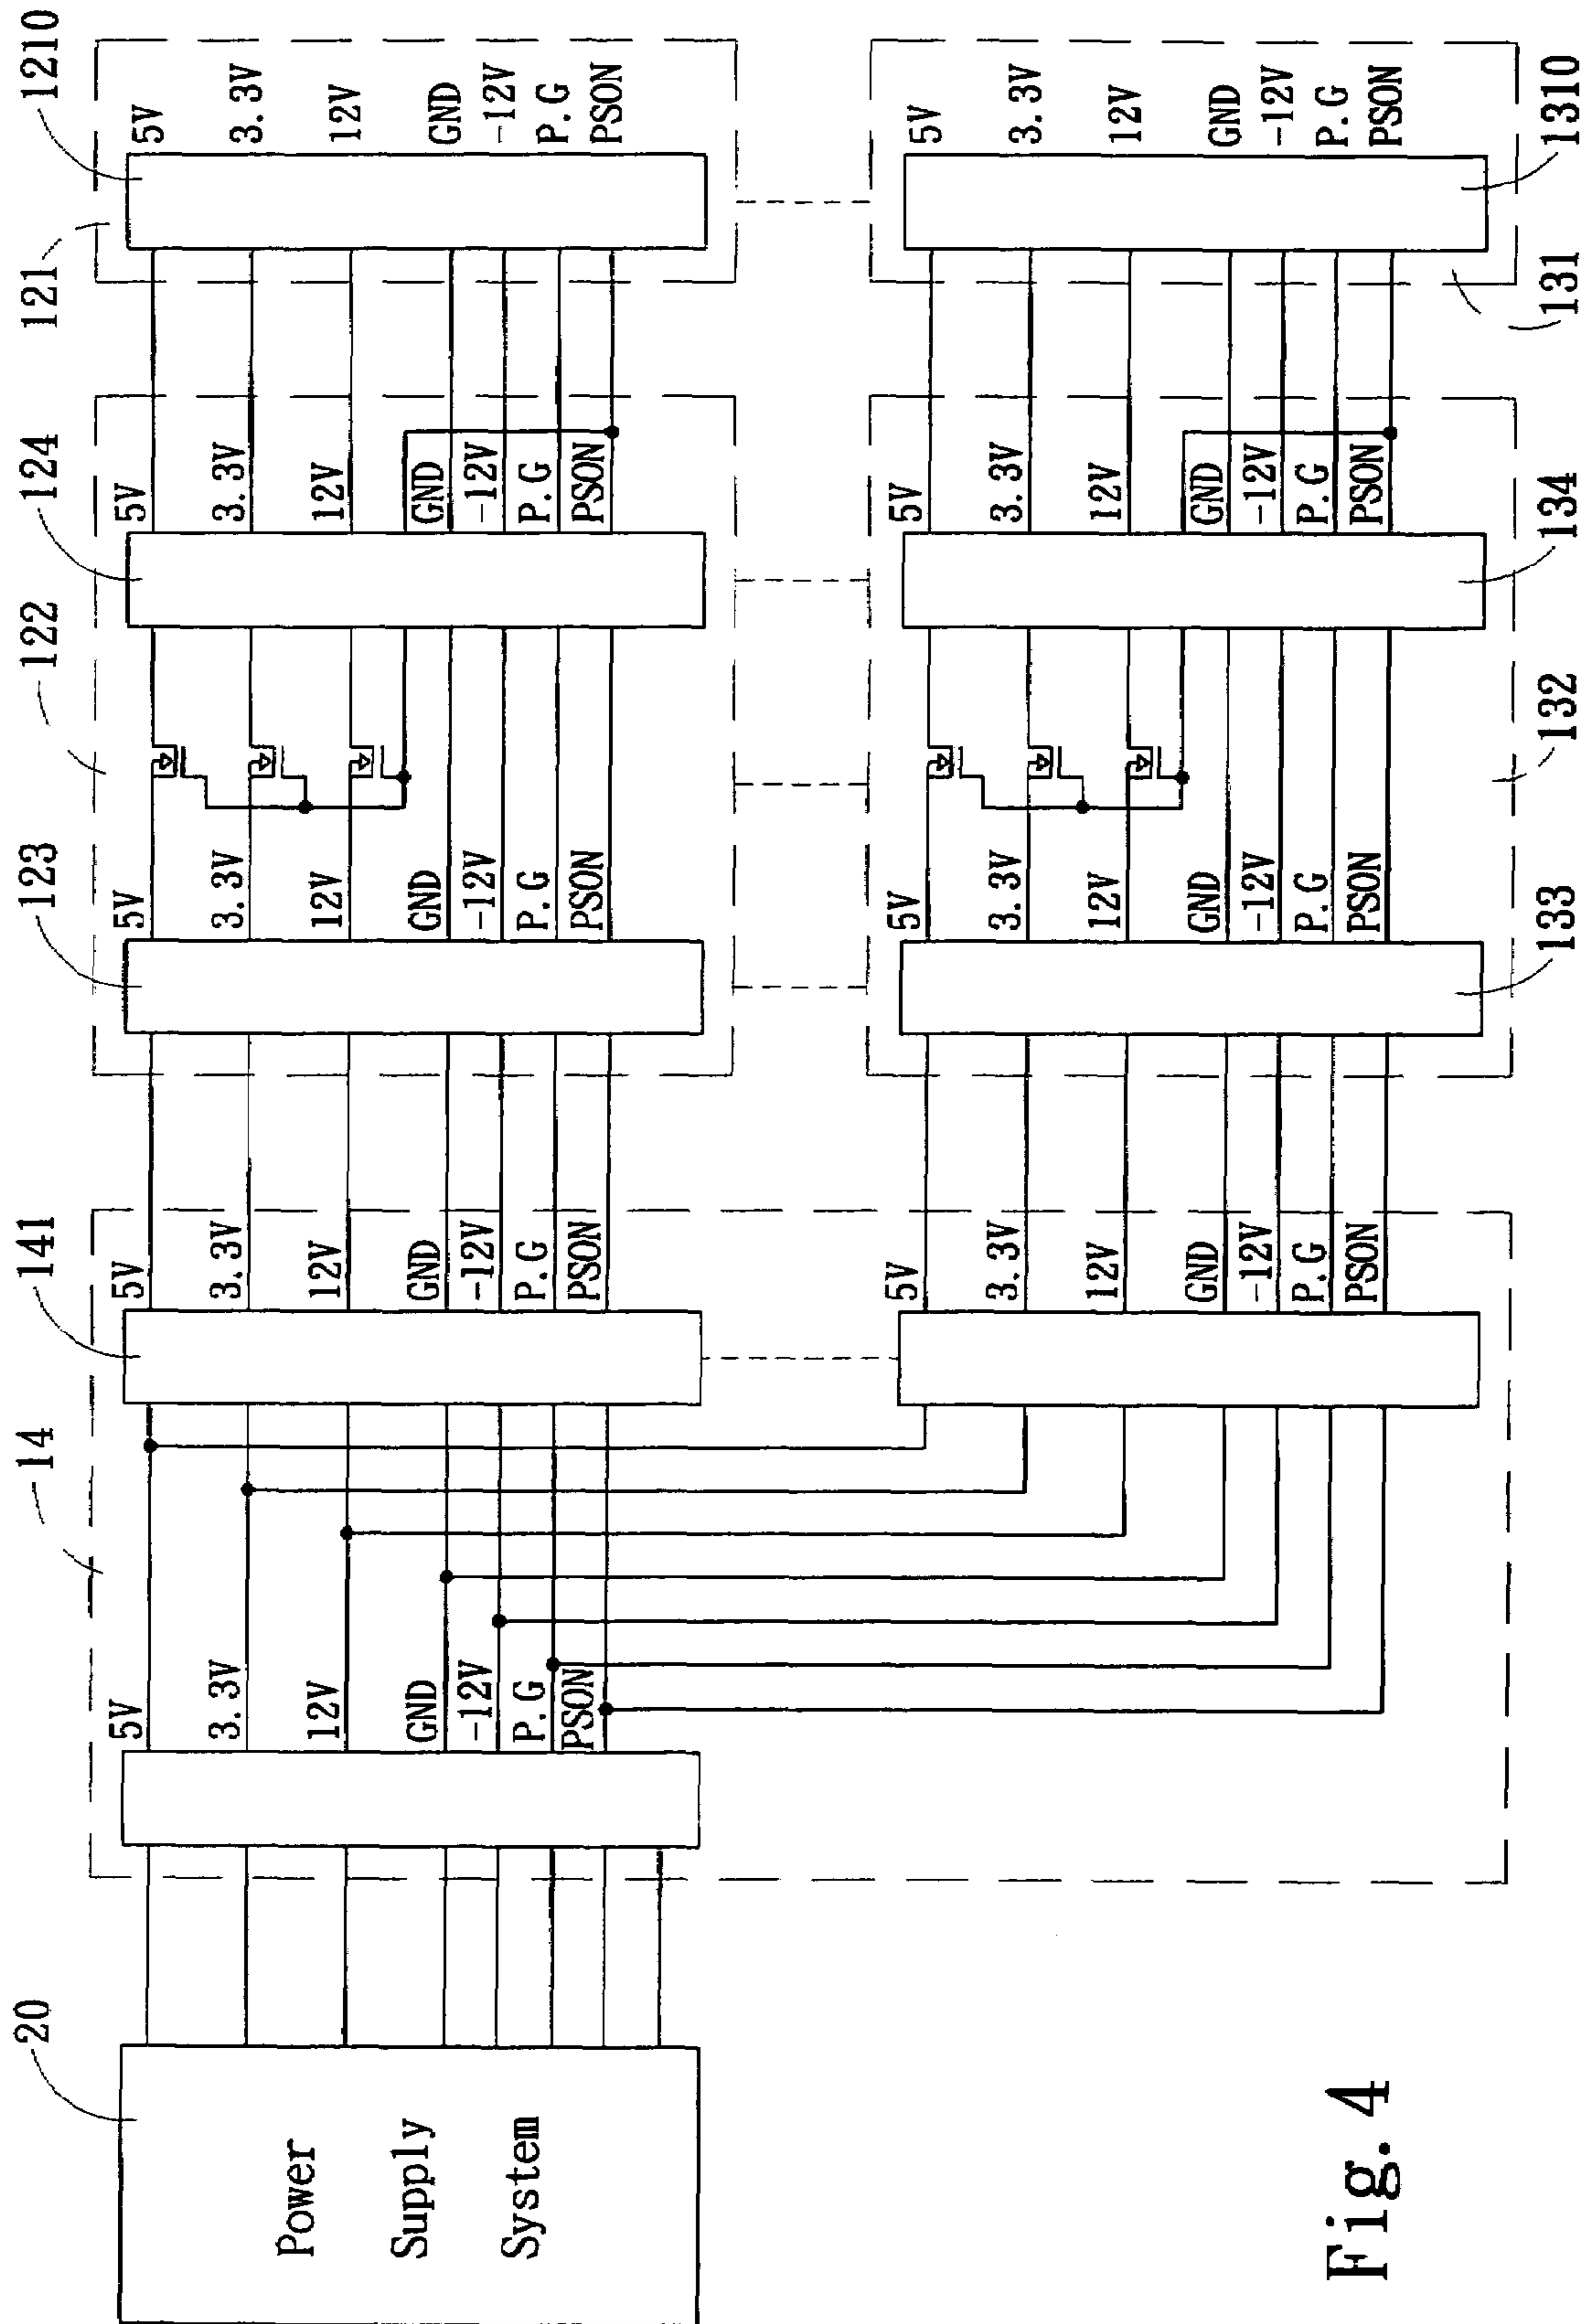 1210
121
5V
3.3V
12V
GND
-12V
P.G
PSON
5V
3.3V
12V
GND
-12V
P.G
PSON
1310
131
124
122
123
5V
3.3V
12V
GND
-12V
P.G
PSON
5V
3.3V
12V
GND
-12V
P.G
PSON
134
132
5V
3.3V
12V
GND
-12V
P.G
PSON
5V
3.3V
12V
GND
-12V
P.G
PSON
133
141
14
5V
3.3V
12V
GND
-12V
P.G
PSON
5V
3.3V
12V
GND
-12V
P.G
PSON
5V
3.3V
12V
GND
-12V
P.G
PSON
20
Power
Supply
System
Fig. 4